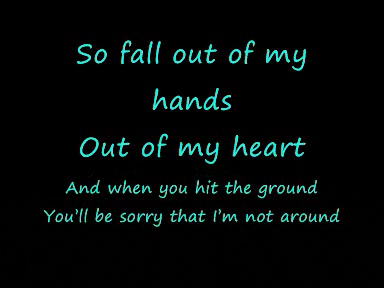 So fall out of my
hands
Out of my heart
And when you hit the ground
You'll be sorry that I'm not around